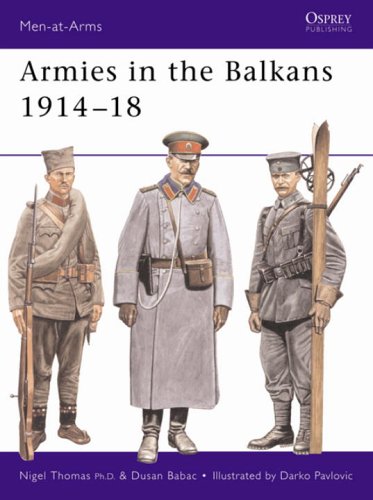 Men-at-Arms
OSPREY
PUBLISHING
Armies in the Balkans
1914–18
Nigel Thomas Ph.D. & Dusan Babac • Illustrated by Darko Pavlovic